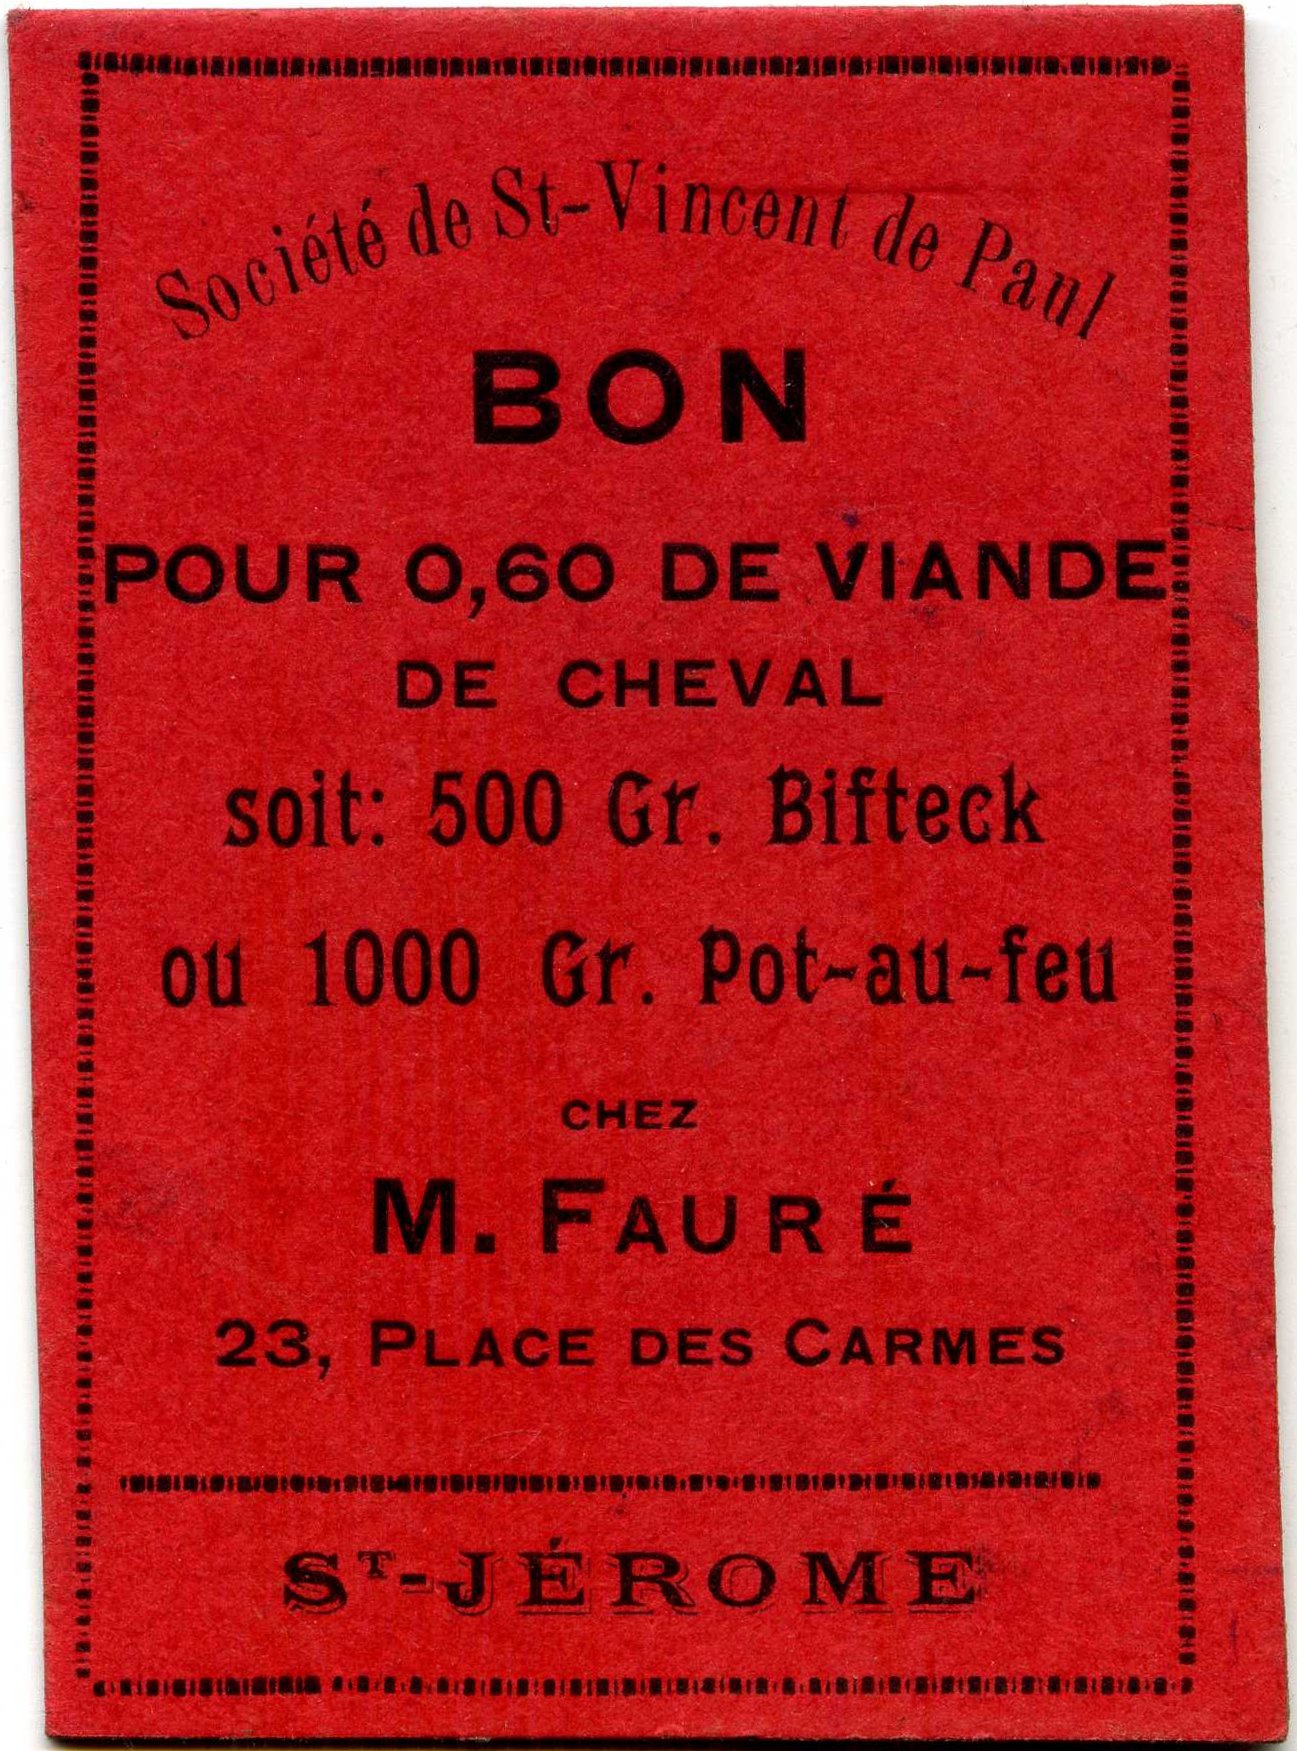 Société de St-Vincent de Paul
BON
POUR 0,60 DE VIANDE
DE CHEVAL
soit: 500 Gr. Bifteck
ou 1000 Gr. Pot-au-feu
CHEZ
M. FAURÉ
23, PLACE DES CARMES
ST-JÉROME